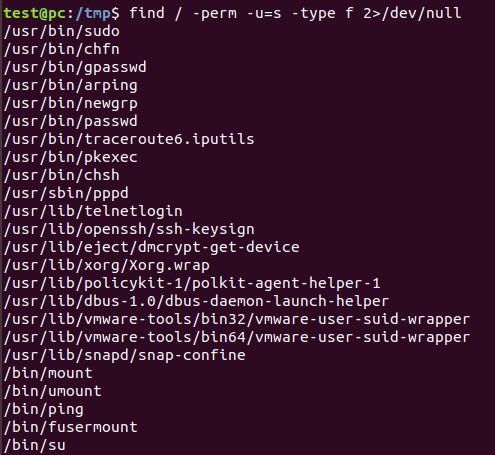 test@pc:/tmp$ find / -perm -u=s -type f 2>/dev/null
/usr/bin/sudo
/usr/bin/chfn
/usr/bin/gpasswd
/usr/bin/arping
/usr/bin/newgrp
/usr/bin/passwd
/usr/bin/traceroute6.iputils
/usr/bin/pkexec
/usr/bin/chsh
/usr/sbin/pppd
/usr/lib/telnetlogin
/usr/lib/openssh/ssh-keysign
/usr/lib/eject/dmcrypt-get-device
/usr/lib/xorg/Xorg.wrap
/usr/lib/policykit-1/polkit-agent-helper-1
/usr/lib/dbus-1.0/dbus-daemon-launch-helper
/usr/lib/vmware-tools/bin32/vmware-user-suid-wrapper
/usr/lib/vmware-tools/bin64/vmware-user-suid-wrapper
/usr/lib/snapd/snap-confine
/bin/mount
/bin/umount
/bin/ping
/bin/fusermount
/bin/su